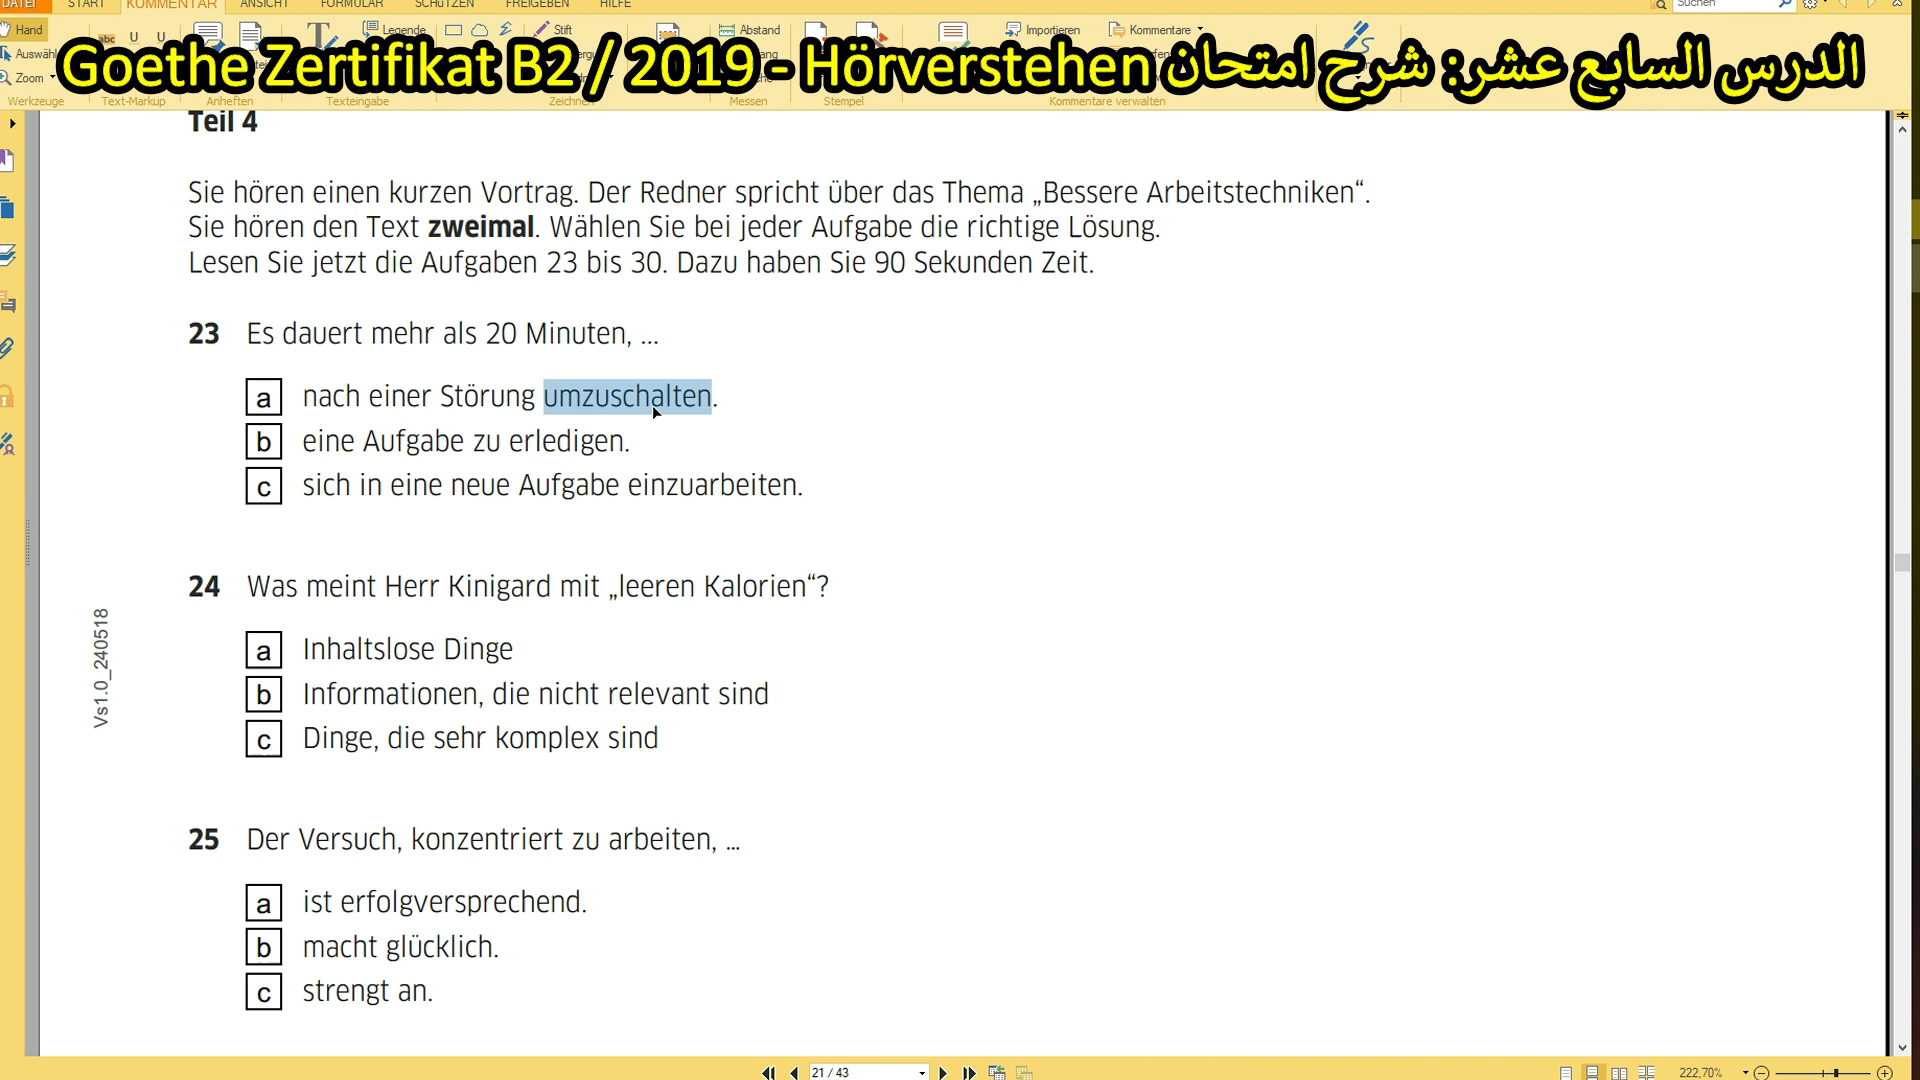 DATEI START KOMMENTAR ANSICHT FORMULAR SCHÜTZEN FREIGEBEN HILFE Suchen
Hand Legende Stift Abstand Importieren Kommentare
Auswähl
Zoom
Goethe Zertifikat B2 / 2019 - Hörverstehen الدرس السابع عشر: شرح امتحان
Werkzeuge Text-Markup Anheften Texteingabe Zeichnen Messen Stempel Kommentare verwalten
Teil 4
Sie hören einen kurzen Vortrag. Der Redner spricht über das Thema „Bessere Arbeitstechniken“.
Sie hören den Text zweimal. Wählen Sie bei jeder Aufgabe die richtige Lösung.
Lesen Sie jetzt die Aufgaben 23 bis 30. Dazu haben Sie 90 Sekunden Zeit.
23 Es dauert mehr als 20 Minuten, ...
a nach einer Störung umzuschalten.
b eine Aufgabe zu erledigen.
c sich in eine neue Aufgabe einzuarbeiten.
24 Was meint Herr Kinigard mit „leeren Kalorien“?
a Inhaltslose Dinge
b Informationen, die nicht relevant sind
c Dinge, die sehr komplex sind
Vs1.0_240518
25 Der Versuch, konzentriert zu arbeiten, ...
a ist erfolgversprechend.
b macht glücklich.
c strengt an.
21 / 43 222,70%